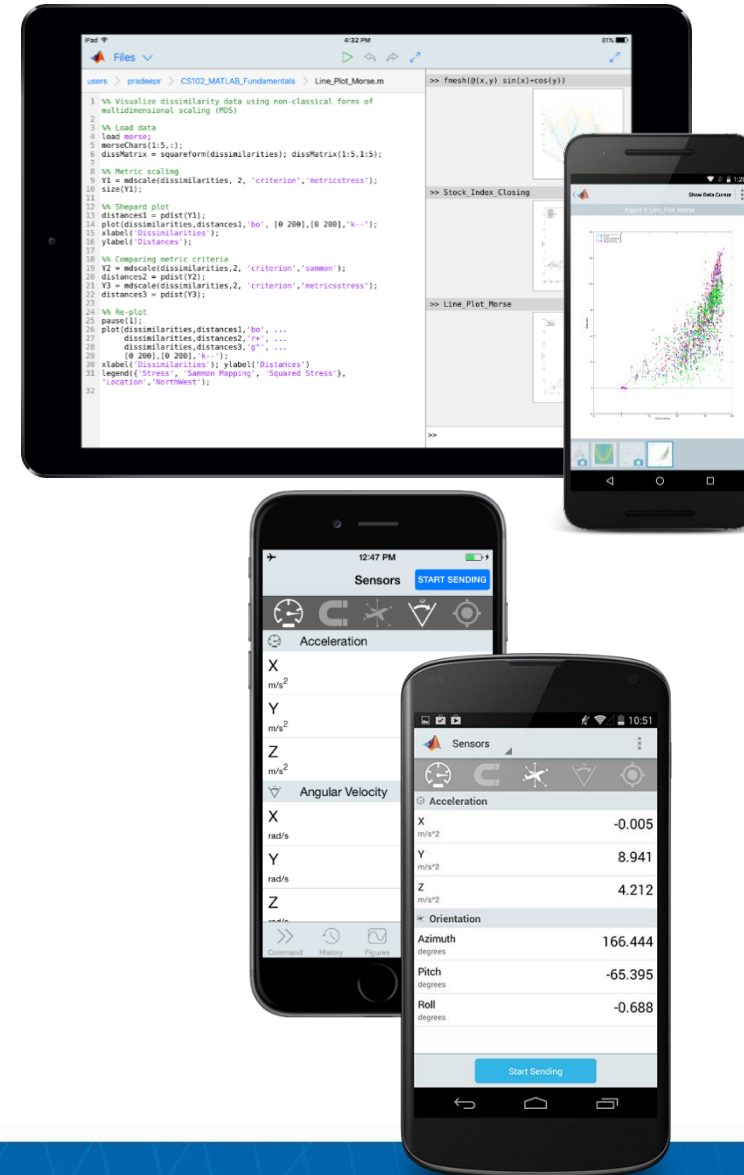 iPad
4:32 PM
81%
Files
users > pradeepr > CS102_MATLAB_Fundamentals > Line_Plot_Morse.m
1 %% Visualize dissimilarity data using non-classical forms of
multidimensional scaling (MDS)
2
3 %% Load data
4 load morse;
5 morseChars(1:5,:);
6 dissMatrix = squareform(dissimilarities); dissMatrix(1:5,1:5);
7
8 %% Metric scaling
9 Y1 = mdscale(dissimilarities, 2, 'criterion','metricstress');
10 size(Y1);
11
12 %% Shepard plot
13 distances1 = pdist(Y1);
14 plot(dissimilarities,distances1,'bo', [0 200],[0 200],'k--');
15 xlabel('Dissimilarities');
16 ylabel('Distances');
17
18 %% Comparing metric criteria
19 Y2 = mdscale(dissimilarities,2, 'criterion','sammon');
20 distances2 = pdist(Y2);
21 Y3 = mdscale(dissimilarities,2, 'criterion','metricsstress');
22 distances3 = pdist(Y3);
23
24 %% Re-plot
25 pause(1);
26 plot(dissimilarities,distances1,'bo', ...
27 dissimilarities,distances2,'r+', ...
28 dissimilarities,distances3,'g^', ...
29 [0 200],[0 200],'k--');
30 xlabel('Dissimilarities'); ylabel('Distances')
31 legend({'Stress', 'Sammon Mapping', 'Squared Stress'},
'Location','NorthWest');
32
>> fmesh(@(x,y) sin(x)+cos(y))
>> Stock_Index_Closing
>> Line_Plot_Morse
>>
Show Data Cursor
12:47 PM
Sensors
START SENDING
Acceleration
X
m/s2
Y
m/s2
Z
m/s2
Angular Velocity
X
rad/s
Y
rad/s
Z
Command History Figures
10:51
Sensors
Acceleration
X -0.005
m/s^2
Y 8.941
m/s^2
Z 4.212
m/s^2
Orientation
Azimuth 166.444
degrees
Pitch -65.395
degrees
Roll -0.688
degrees
Start Sending